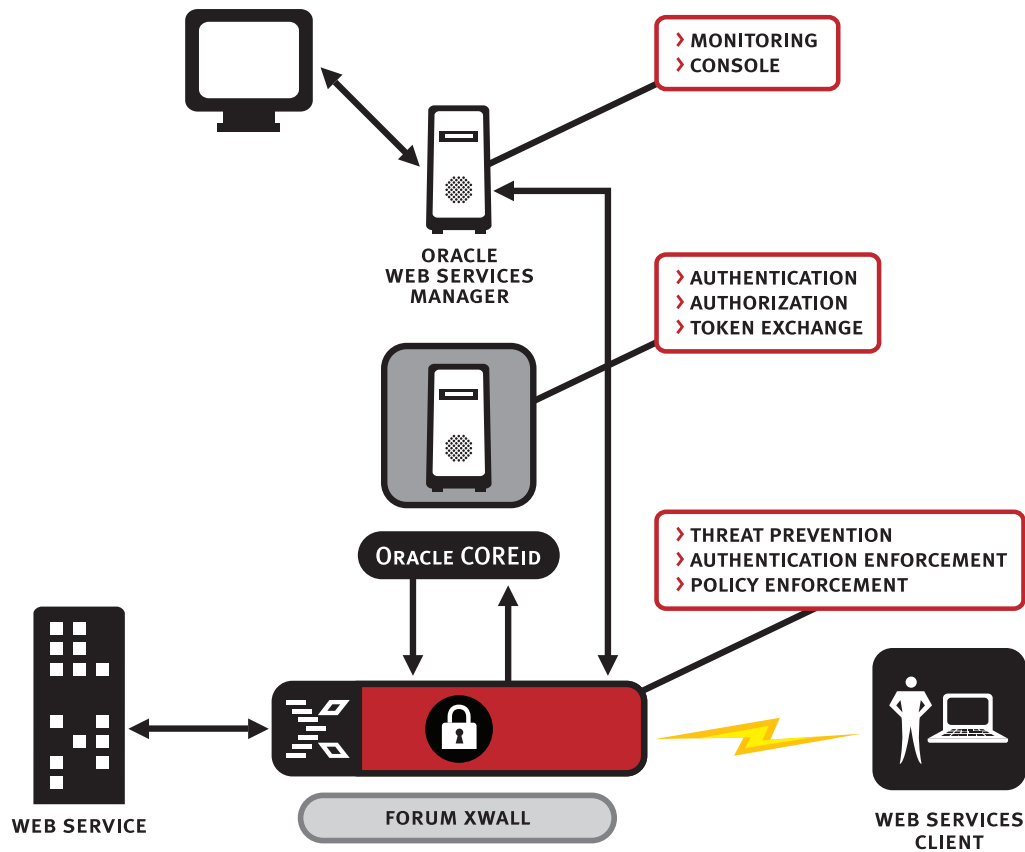 > MONITORING
> CONSOLE
ORACLE
WEB SERVICES
MANAGER
> AUTHENTICATION
> AUTHORIZATION
> TOKEN EXCHANGE
ORACLE COREID
> THREAT PREVENTION
> AUTHENTICATION ENFORCEMENT
> POLICY ENFORCEMENT
WEB SERVICE
FORUM XWALL
WEB SERVICES
CLIENT